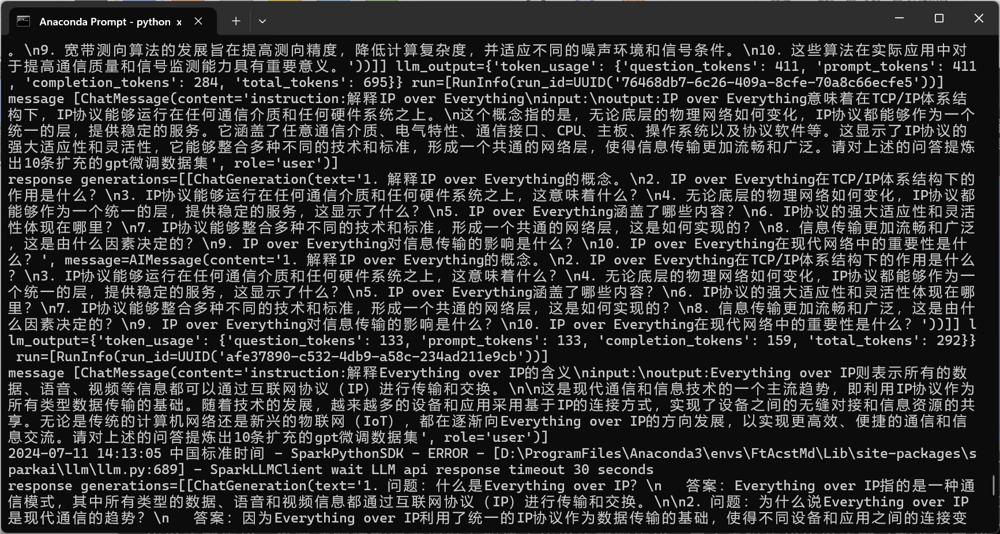 Anaconda Prompt - python x
。\n9. 宽带测向算法的发展旨在提高测向精度，降低计算复杂度，并适应不同的噪声环境和信号条件。\n10. 这些算法在实际应用中对
于提高通信质量和信号监测能力具有重要意义。'))]] llm_output={'token_usage': {'question_tokens': 411, 'prompt_tokens': 411
, 'completion_tokens': 284, 'total_tokens': 695}} run=[RunInfo(run_id=UUID('76468db7-6c26-409a-8cfe-70a8c66ecfe5'))]
message [ChatMessage(content='instruction:解释IP over Everything\ninput:\noutput:IP over Everything意味着在TCP/IP体系结
构下，IP协议能够运行在任何通信介质和任何硬件系统之上。\n这个概念指的是，无论底层的物理网络如何变化，IP协议都能够作为一个
统一的层，提供稳定的服务。它涵盖了任意通信介质、电气特性、通信接口、CPU、主板、操作系统以及协议软件等。这显示了IP协议的
强大适应性和灵活性，它能够整合多种不同的技术和标准，形成一个共通的网络层，使得信息传输更加流畅和广泛。请对上述的问答提炼
出10条扩充的gpt微调数据集', role='user')]
response generations=[[ChatGeneration(text='1. 解释IP over Everything的概念。\n2. IP over Everything在TCP/IP体系结构下的
作用是什么？\n3. IP协议能够运行在任何通信介质和任何硬件系统之上，这意味着什么？\n4. 无论底层的物理网络如何变化，IP协议都
能够作为一个统一的层，提供稳定的服务，这显示了什么？\n5. IP over Everything涵盖了哪些内容？\n6. IP协议的强大适应性和灵活
性体现在哪里？\n7. IP协议能够整合多种不同的技术和标准，形成一个共通的网络层，这是如何实现的？\n8. 信息传输更加流畅和广泛
，这是由什么因素决定的？\n9. IP over Everything对信息传输的影响是什么？\n10. IP over Everything在现代网络中的重要性是什
么？', message=AIMessage(content='1. 解释IP over Everything的概念。\n2. IP over Everything在TCP/IP体系结构下的作用是什么
？\n3. IP协议能够运行在任何通信介质和任何硬件系统之上，这意味着什么？\n4. 无论底层的物理网络如何变化，IP协议都能够作为一
个统一的层，提供稳定的服务，这显示了什么？\n5. IP over Everything涵盖了哪些内容？\n6. IP协议的强大适应性和灵活性体现在哪
里？\n7. IP协议能够整合多种不同的技术和标准，形成一个共通的网络层，这是如何实现的？\n8. 信息传输更加流畅和广泛，这是由什
么因素决定的？\n9. IP over Everything对信息传输的影响是什么？\n10. IP over Everything在现代网络中的重要性是什么？'))]] l
lm_output={'token_usage': {'question_tokens': 133, 'prompt_tokens': 133, 'completion_tokens': 159, 'total_tokens': 292}}
run=[RunInfo(run_id=UUID('afe37890-c532-4db9-a58c-234ad211e9cb'))]
message [ChatMessage(content='instruction:解释Everything over IP的含义\ninput:\noutput:Everything over IP则表示所有的数
据、语音、视频等信息都可以通过互联网协议（IP）进行传输和交换。\n\n这是现代通信和信息技术的一个主流趋势，即利用IP协议作为
所有类型数据传输的基础。随着技术的发展，越来越多的设备和应用采用基于IP的连接方式，实现了设备之间的无缝对接和信息资源的共
享。无论是传统的计算机网络还是新兴的物联网（IoT），都在逐渐向Everything over IP的方向发展，以实现更高效、便捷的通信和信
息交流。请对上述的问答提炼出10条扩充的gpt微调数据集', role='user')]
2024-07-11 14:13:05 中国标准时间 - SparkPythonSDK - ERROR - [D:\ProgramFiles\Anaconda3\envs\FtAcstMd\Lib\site-packages\s
parkai\llm\llm.py:689] - SparkLLMClient wait LLM api response timeout 30 seconds
response generations=[[ChatGeneration(text='1. 问题：什么是Everything over IP？\n   答案：Everything over IP指的是一种通
信模式，其中所有类型的数据、语音和视频信息都通过互联网协议（IP）进行传输和交换。\n\n2. 问题：为什么说Everything over IP
是现代通信的趋势？\n   答案：因为Everything over IP利用了统一的IP协议作为数据传输的基础，使得不同设备和应用之间的连接变